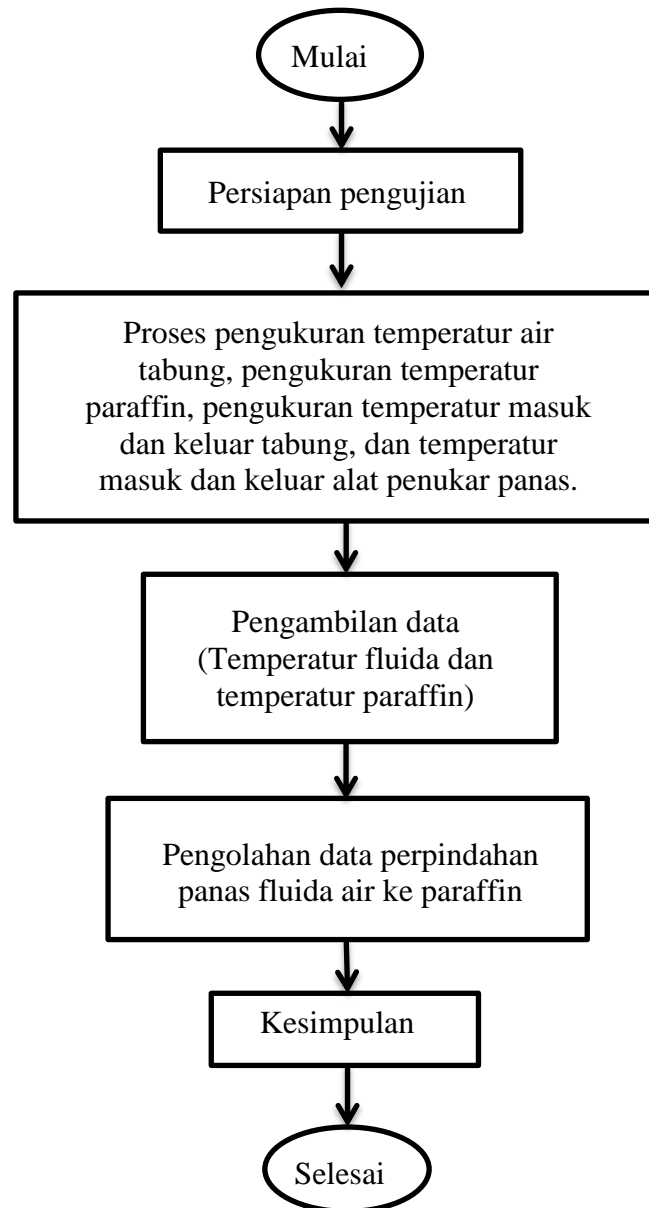 Mulai
Persiapan pengujian
Proses pengukuran temperatur air
tabung, pengukuran temperatur
paraffin, pengukuran temperatur masuk
dan keluar tabung, dan temperatur
masuk dan keluar alat penukar panas.
Pengambilan data
(Temperatur fluida dan
temperatur paraffin)
Pengolahan data perpindahan
panas fluida air ke paraffin
Kesimpulan
Selesai